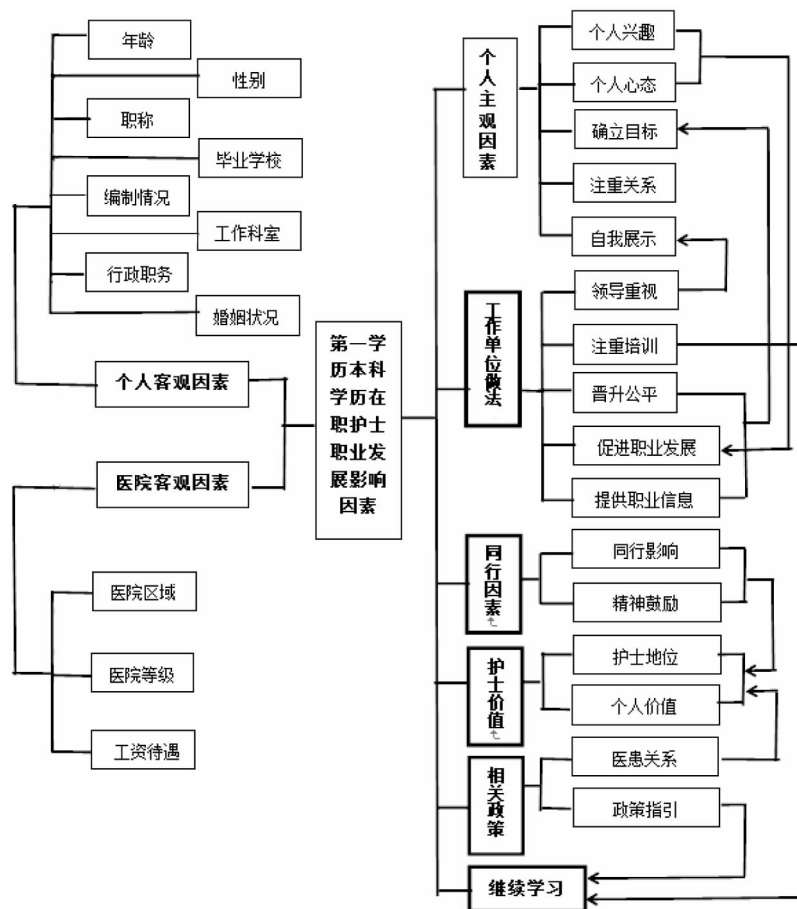 年龄
性别
职称
毕业学校
编制情况
工作科室
行政职务
婚姻状况
个人客观因素
医院客观因素
医院区域
医院等级
工资待遇
第一学
历本科
学历在
职护士
职业发
展影响
因素
个人主观因素
个人兴趣
个人心态
确立目标
注重关系
自我展示
工作单位做法
领导重视
注重培训
晋升公平
促进职业发展
提供职业信息
同行因素
同行影响
精神鼓励
护士价值
护士地位
个人价值
相关政策
医患关系
政策指引
继续学习